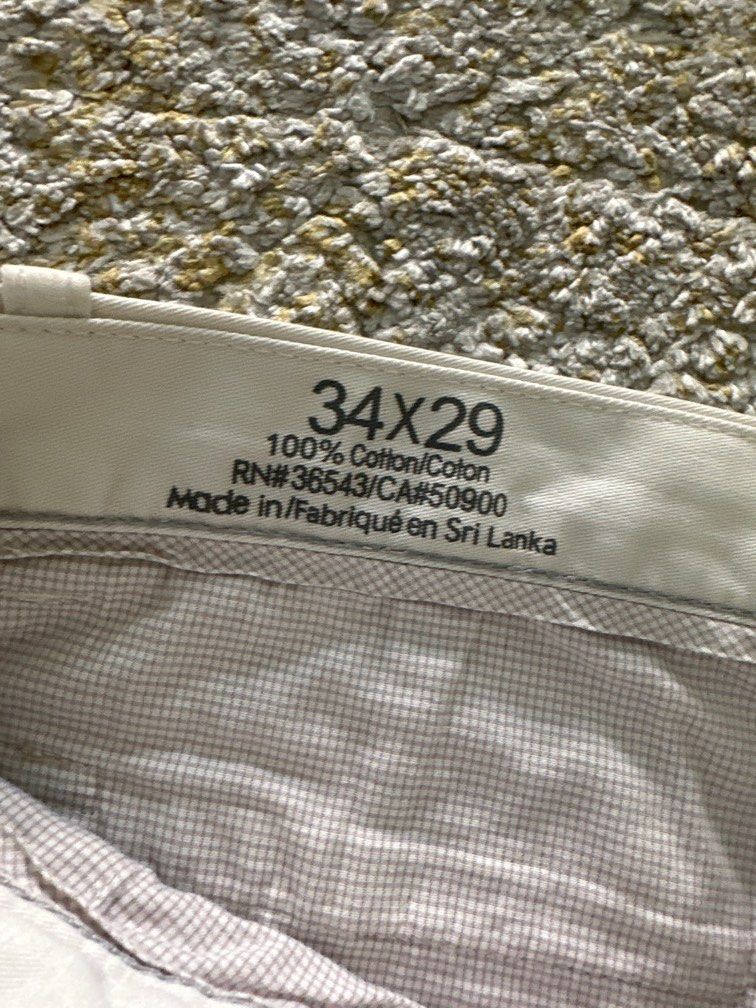 34X29
100% Cotton/Coton
RN#36543/CA#50900
Made in/Fabriqué en Sri Lanka